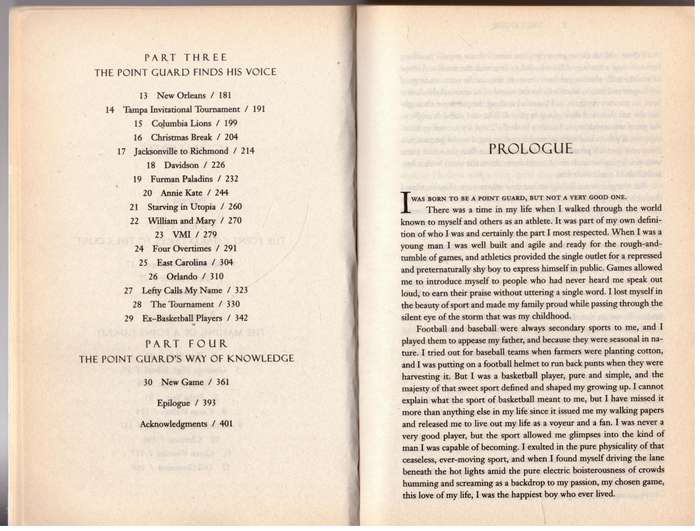 PART THREE
THE POINT GUARD FINDS HIS VOICE
13 New Orleans / 181
14 Tampa Invitational Tournament / 191
15 Columbia Lions / 199
16 Christmas Break / 204
17 Jacksonville to Richmond / 214
18 Davidson / 226
19 Furman Paladins / 232
20 Annie Kate / 244
21 Starving in Utopia / 260
22 William and Mary / 270
23 VMI / 279
24 Four Overtimes / 291
25 East Carolina / 304
26 Orlando / 310
27 Lefty Calls My Name / 323
28 The Tournament / 330
29 Ex–Basketball Players / 342
PART FOUR
THE POINT GUARD'S WAY OF KNOWLEDGE
30 New Game / 361
Epilogue / 393
Acknowledgments / 401
PROLOGUE
I WAS BORN TO BE A POINT GUARD, BUT NOT A VERY GOOD ONE.
There was a time in my life when I walked through the world
known to myself and others as an athlete. It was part of my own defini-
tion of who I was and certainly the part I most respected. When I was a
young man I was well built and agile and ready for the rough-and-
tumble of games, and athletics provided the single outlet for a repressed
and preternaturally shy boy to express himself in public. Games allowed
me to introduce myself to people who had never heard me speak out
loud, to earn their praise without uttering a single word. I lost myself in
the beauty of sport and made my family proud while passing through the
silent eye of the storm that was my childhood.
Football and baseball were always secondary sports to me, and I
played them to appease my father, and because they were seasonal in na-
ture. I tried out for baseball teams when farmers were planting cotton,
and I was putting on a football helmet to run back punts when they were
harvesting it. But I was a basketball player, pure and simple, and the
majesty of that sweet sport defined and shaped my growing up. I cannot
explain what the sport of basketball meant to me, but I have missed it
more than anything else in my life since it issued me my walking papers
and released me to live out my life as a voyeur and a fan. I was never a
very good player, but the sport allowed me glimpses into the kind of
man I was capable of becoming. I exulted in the pure physicality of that
ceaseless, ever-moving sport, and when I found myself driving the lane
beneath the hot lights amid the pure electric boisterousness of crowds
humming and screaming as a backdrop to my passion, my chosen game,
this love of my life, I was the happiest boy who ever lived.